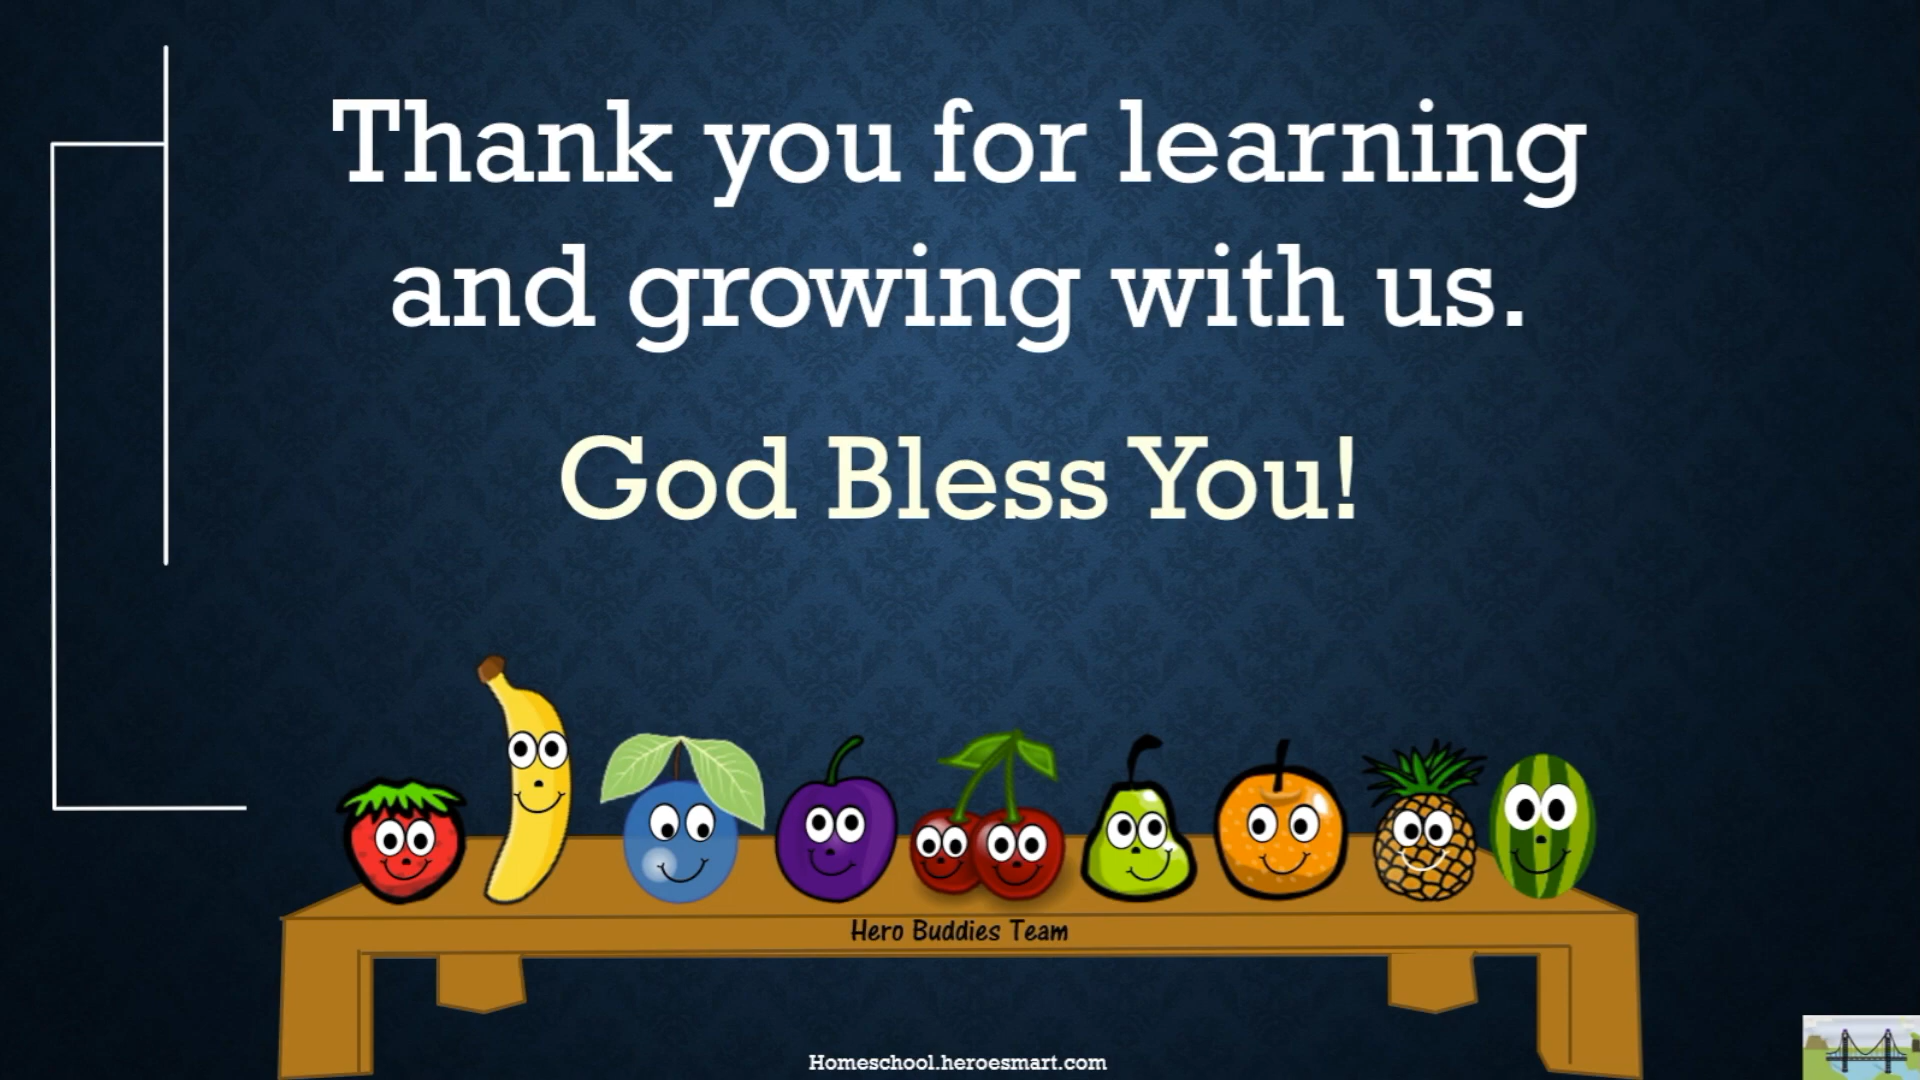 Thank you for learning
and growing with us.
God Bless You!
Hero Buddies Team
Homeschool.heroesmart.com